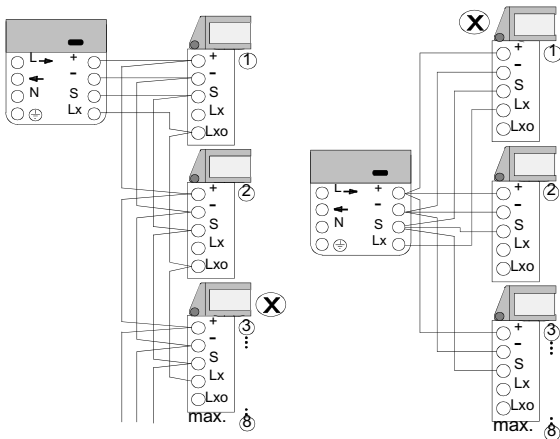 L +
-
N S
Lx
+ 1
-
S
Lx
Lxo
+ 2
-
S
Lx
Lxo
X
+ 3
-
S
Lx
Lxo
max. 8
X
+ 1
-
S
Lx
Lxo
L +
-
N S
Lx
+ 2
-
S
Lx
Lxo
+ 3
-
S
Lx
Lxo
max. 8